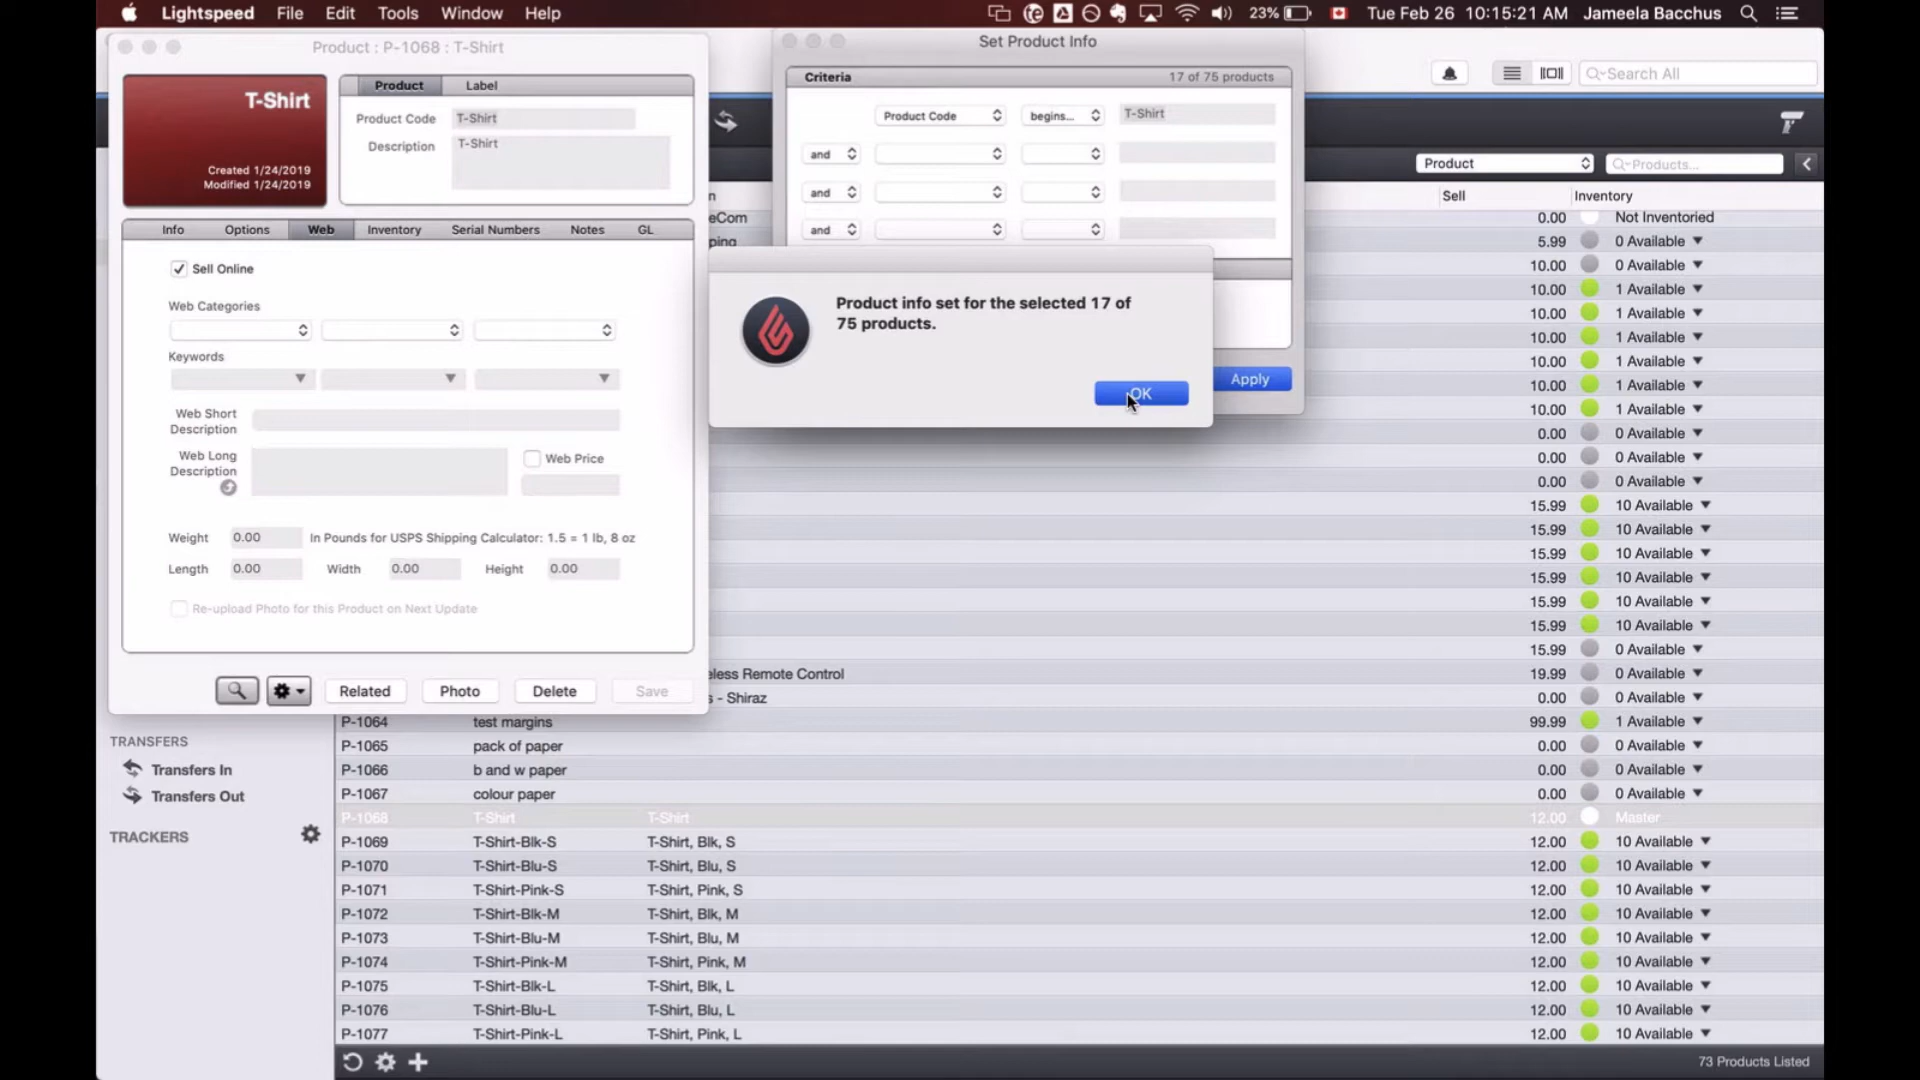 Lightspeed File Edit Tools Window Help 23% Tue Feb 26 10:15:21 AM Jameela Bacchus
Product : P-1068 : T-Shirt
Set Product Info
T-Shirt
Created 1/24/2019
Modified 1/24/2019
Product Label
Product Code T-Shirt
Description T-Shirt
Criteria 17 of 75 products
Product Code begins... T-Shirt
and
and
and
Search All
Product Products...
Info Options Web Inventory Serial Numbers Notes GL
Sell Online
Web Categories
Keywords
Web Short
Description
Web Long
Description
Web Price
Weight 0.00 In Pounds for USPS Shipping Calculator: 1.5 = 1 lb, 8 oz
Length 0.00 Width 0.00 Height 0.00
Re-upload Photo for this Product on Next Update
Related Photo Delete Save
Product info set for the selected 17 of
75 products.
OK
Apply
n Sell Inventory
eCom 0.00 Not Inventoried
ping 5.99 0 Available
10.00 0 Available
10.00 1 Available
10.00 1 Available
10.00 1 Available
10.00 1 Available
10.00 1 Available
10.00 1 Available
0.00 0 Available
0.00 0 Available
0.00 0 Available
15.99 10 Available
15.99 10 Available
15.99 10 Available
15.99 10 Available
15.99 10 Available
15.99 10 Available
15.99 0 Available
eless Remote Control 19.99 0 Available
s - Shiraz 0.00 0 Available
P-1064 test margins 99.99 1 Available
P-1065 pack of paper 0.00 0 Available
P-1066 b and w paper 0.00 0 Available
P-1067 colour paper 0.00 0 Available
P-1068 T-Shirt T-Shirt 12.00 Master
P-1069 T-Shirt-Blk-S T-Shirt, Blk, S 12.00 10 Available
P-1070 T-Shirt-Blu-S T-Shirt, Blu, S 12.00 10 Available
P-1071 T-Shirt-Pink-S T-Shirt, Pink, S 12.00 10 Available
P-1072 T-Shirt-Blk-M T-Shirt, Blk, M 12.00 10 Available
P-1073 T-Shirt-Blu-M T-Shirt, Blu, M 12.00 10 Available
P-1074 T-Shirt-Pink-M T-Shirt, Pink, M 12.00 10 Available
P-1075 T-Shirt-Blk-L T-Shirt, Blk, L 12.00 10 Available
P-1076 T-Shirt-Blu-L T-Shirt, Blu, L 12.00 10 Available
P-1077 T-Shirt-Pink-L T-Shirt, Pink, L 12.00 10 Available
TRANSFERS
Transfers In
Transfers Out
TRACKERS
73 Products Listed